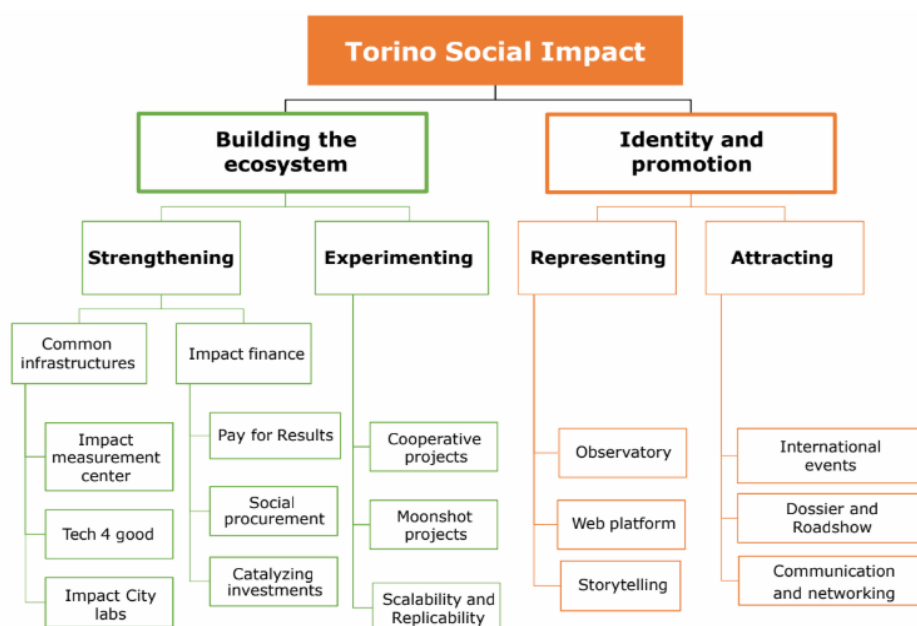 Torino Social Impact
Building the
ecosystem
Identity and
promotion
Strengthening
Experimenting
Representing
Attracting
Common
infrastructures
Impact finance
Impact
measurement
center
Tech 4 good
Impact City
labs
Pay for Results
Social
procurement
Catalyzing
investments
Cooperative
projects
Moonshot
projects
Scalability and
Replicability
Observatory
Web platform
Storytelling
International
events
Dossier and
Roadshow
Communication
and networking